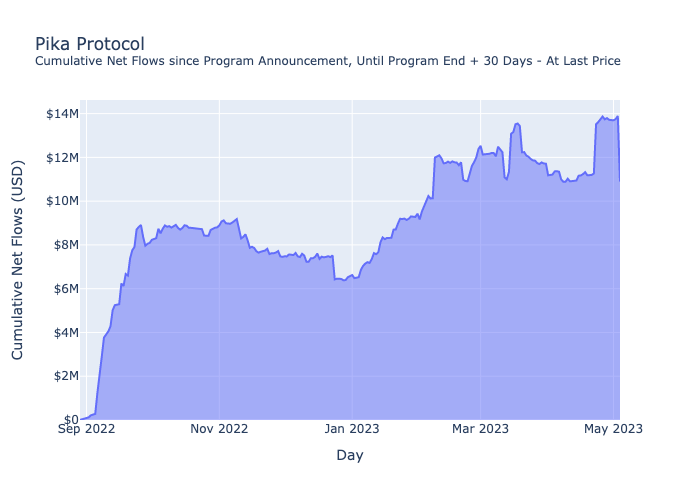 Pika Protocol
Cumulative Net Flows since Program Announcement, Until Program End + 30 Days - At Last Price
Cumulative Net Flows (USD)
$14M
$12M
$10M
$8M
$6M
$4M
$2M
$0
Sep 2022
Nov 2022
Jan 2023
Mar 2023
May 2023
Day